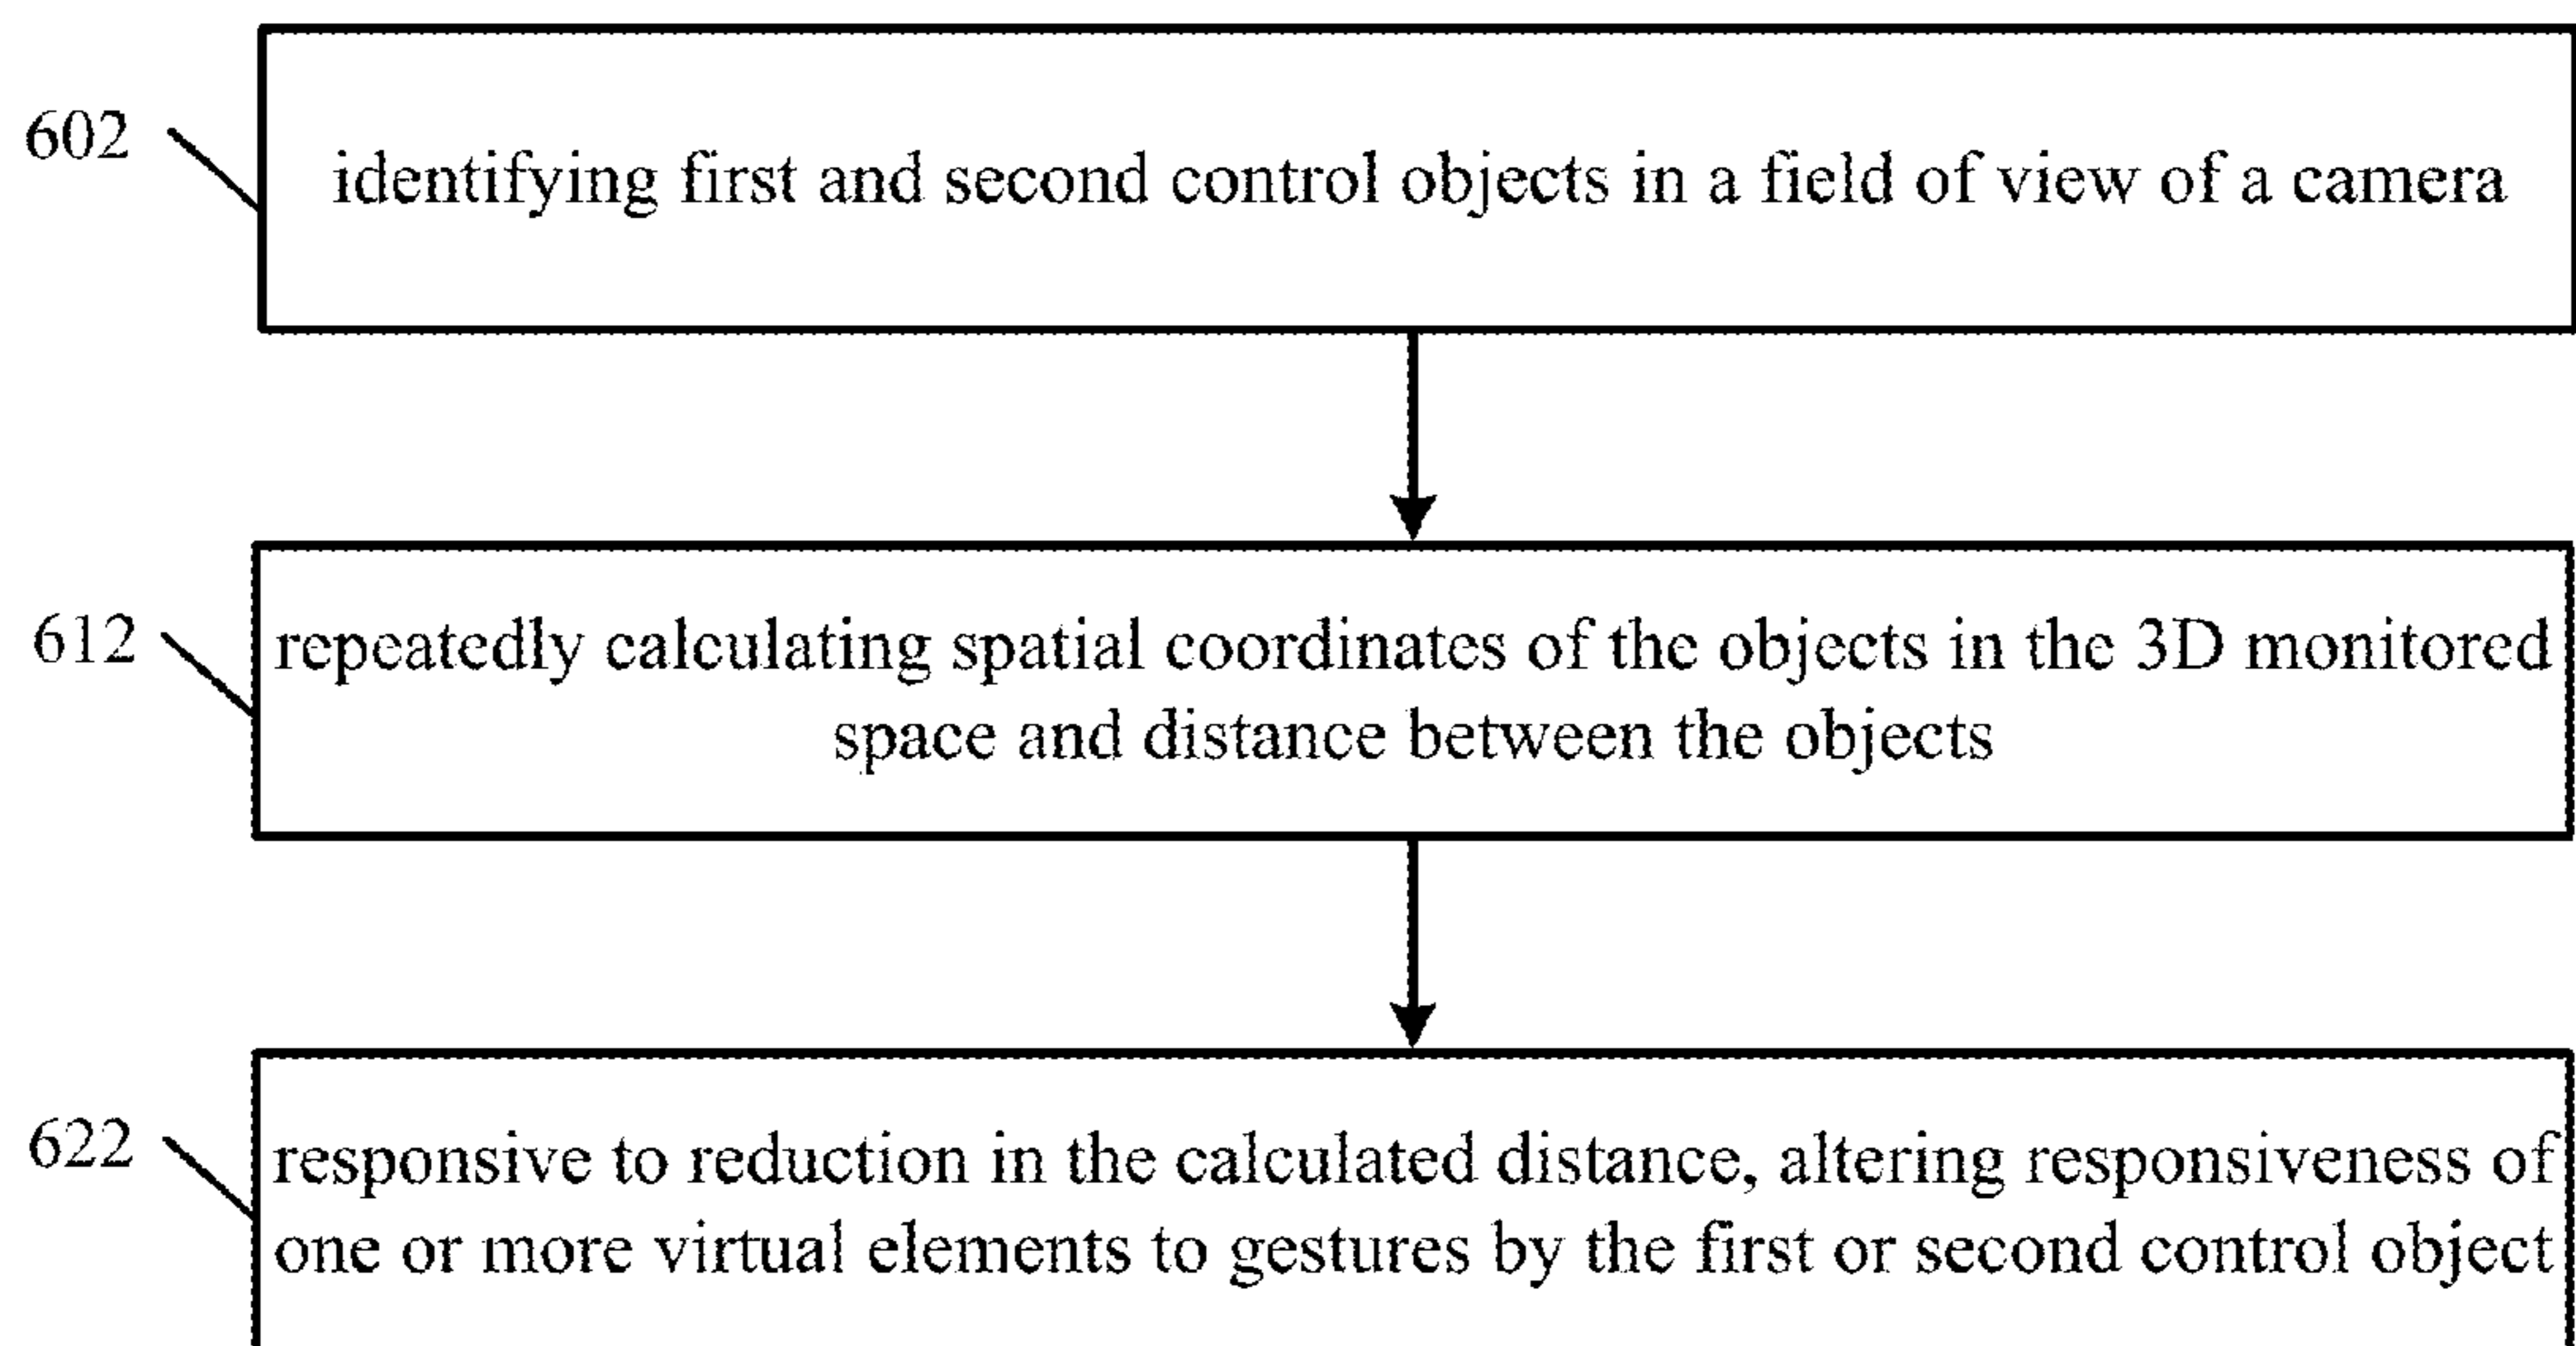 602
identifying first and second control objects in a field of view of a camera
612
repeatedly calculating spatial coordinates of the objects in the 3D monitored
space and distance between the objects
622
responsive to reduction in the calculated distance, altering responsiveness of
one or more virtual elements to gestures by the first or second control object